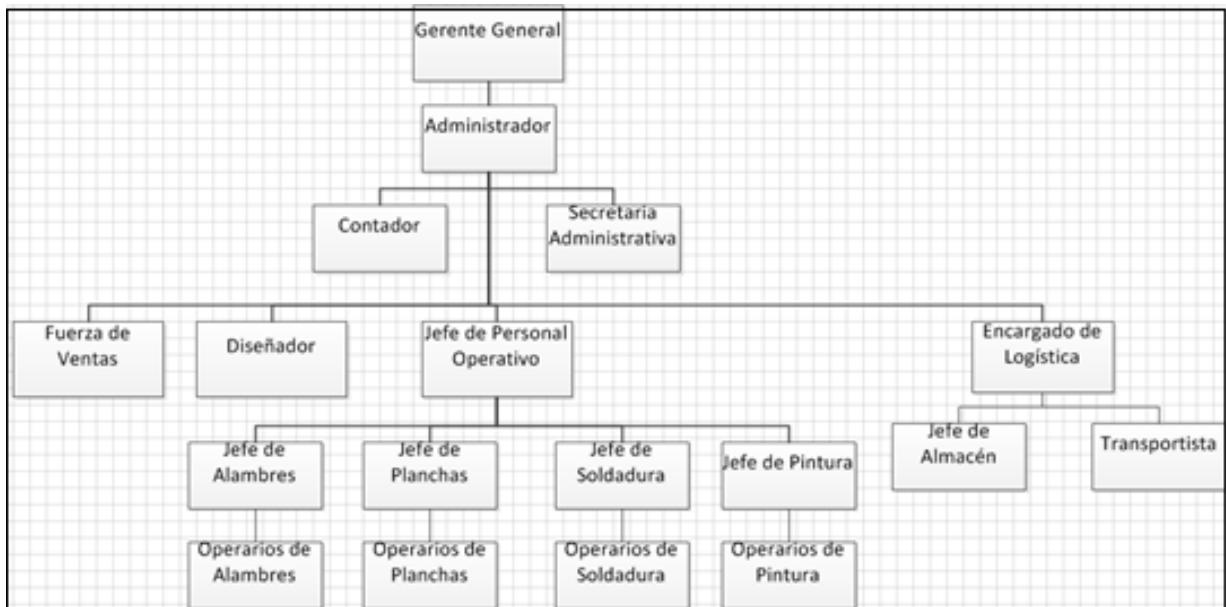 Gerente General
Administrador
Contador
Secretaria
Administrativa
Fuerza de
Ventas
Diseñador
Jefe de Personal
Operativo
Encargado de
Logística
Jefe de
Alambres
Jefe de
Planchas
Jefe de
Soldadura
Jefe de Pintura
Jefe de
Almacén
Transportista
Operarios de
Alambres
Operarios de
Planchas
Operarios de
Soldadura
Operarios de
Pintura